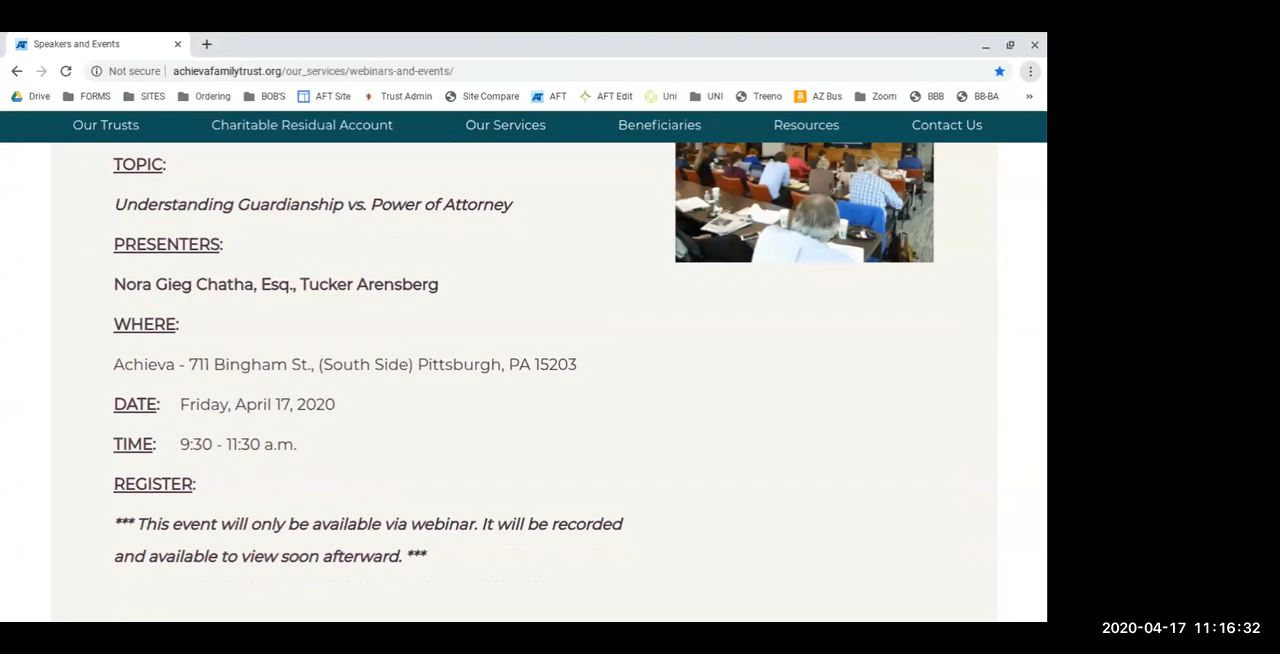 Speakers and Events
Not secure achievafamilytrust.org/our_services/webinars-and-events/
Drive FORMS SITES Ordering BOB'S AFT Site Trust Admin Site Compare AFT AFT Edit Uni UNI Treeno AZ Bus Zoom BBB BB-BA »
Our Trusts Charitable Residual Account Our Services Beneficiaries Resources Contact Us
TOPIC:
Understanding Guardianship vs. Power of Attorney
PRESENTERS:
Nora Gieg Chatha, Esq., Tucker Arensberg
WHERE:
Achieva - 711 Bingham St., (South Side) Pittsburgh, PA 15203
DATE: Friday, April 17, 2020
TIME: 9:30 - 11:30 a.m.
REGISTER:
*** This event will only be available via webinar. It will be recorded
and available to view soon afterward. ***
2020-04-17 11:16:32